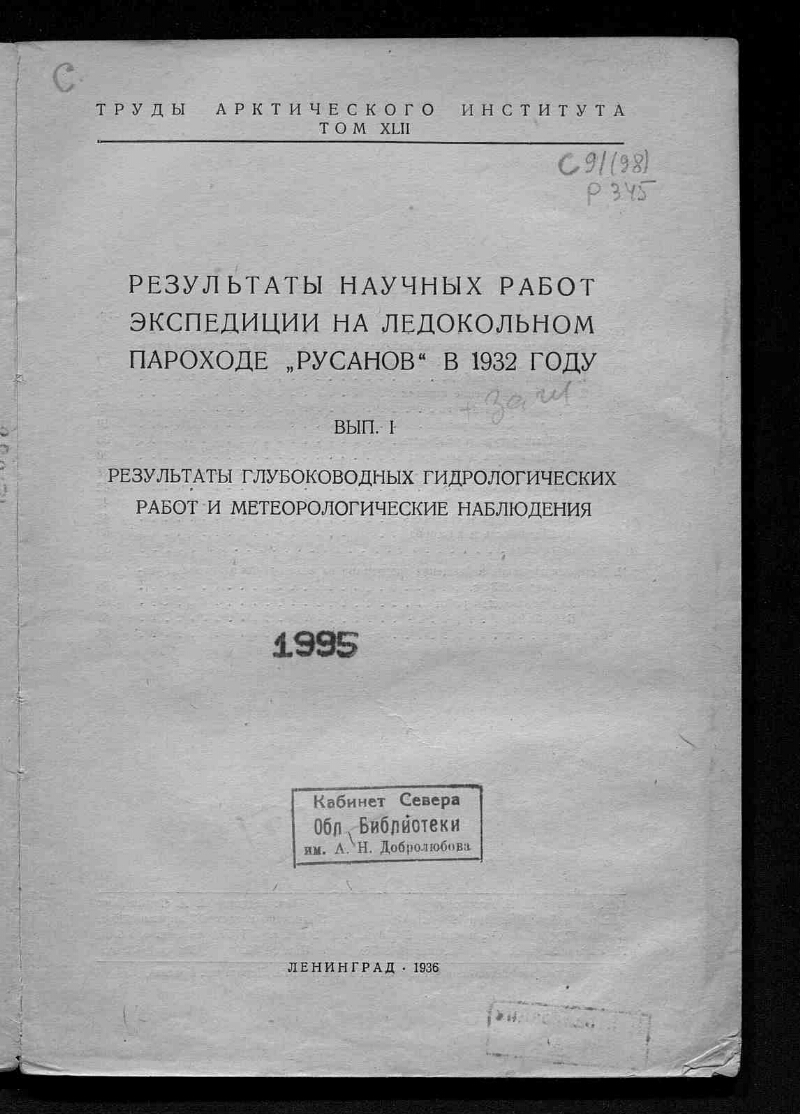 С
ТРУДЫ АРКТИЧЕСКОГО ИНСТИТУТА
ТОМ XLII
С91(98)
Р345
РЕЗУЛЬТАТЫ НАУЧНЫХ РАБОТ
ЭКСПЕДИЦИИ НА ЛЕДОКОЛЬНОМ
ПАРОХОДЕ „РУСАНОВ“ В 1932 ГОДУ
ВЫП. I
РЕЗУЛЬТАТЫ ГЛУБОКОВОДНЫХ ГИДРОЛОГИЧЕСКИХ
РАБОТ И МЕТЕОРОЛОГИЧЕСКИЕ НАБЛЮДЕНИЯ
1995
Кабинет Севера
Обл. Библиотеки
им. А. Н. Добролюбова
ЛЕНИНГРАД · 1936